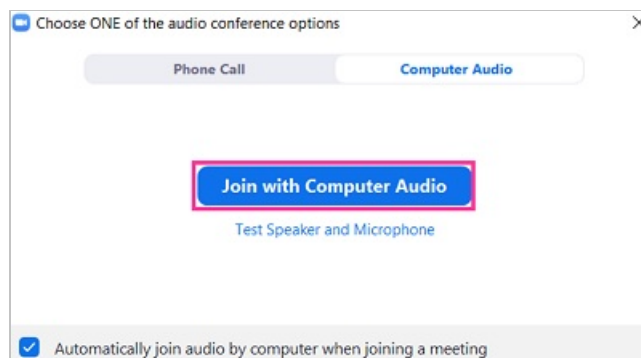 Choose ONE of the audio conference options
Phone Call Computer Audio
Join with Computer Audio
Test Speaker and Microphone
Automatically join audio by computer when joining a meeting